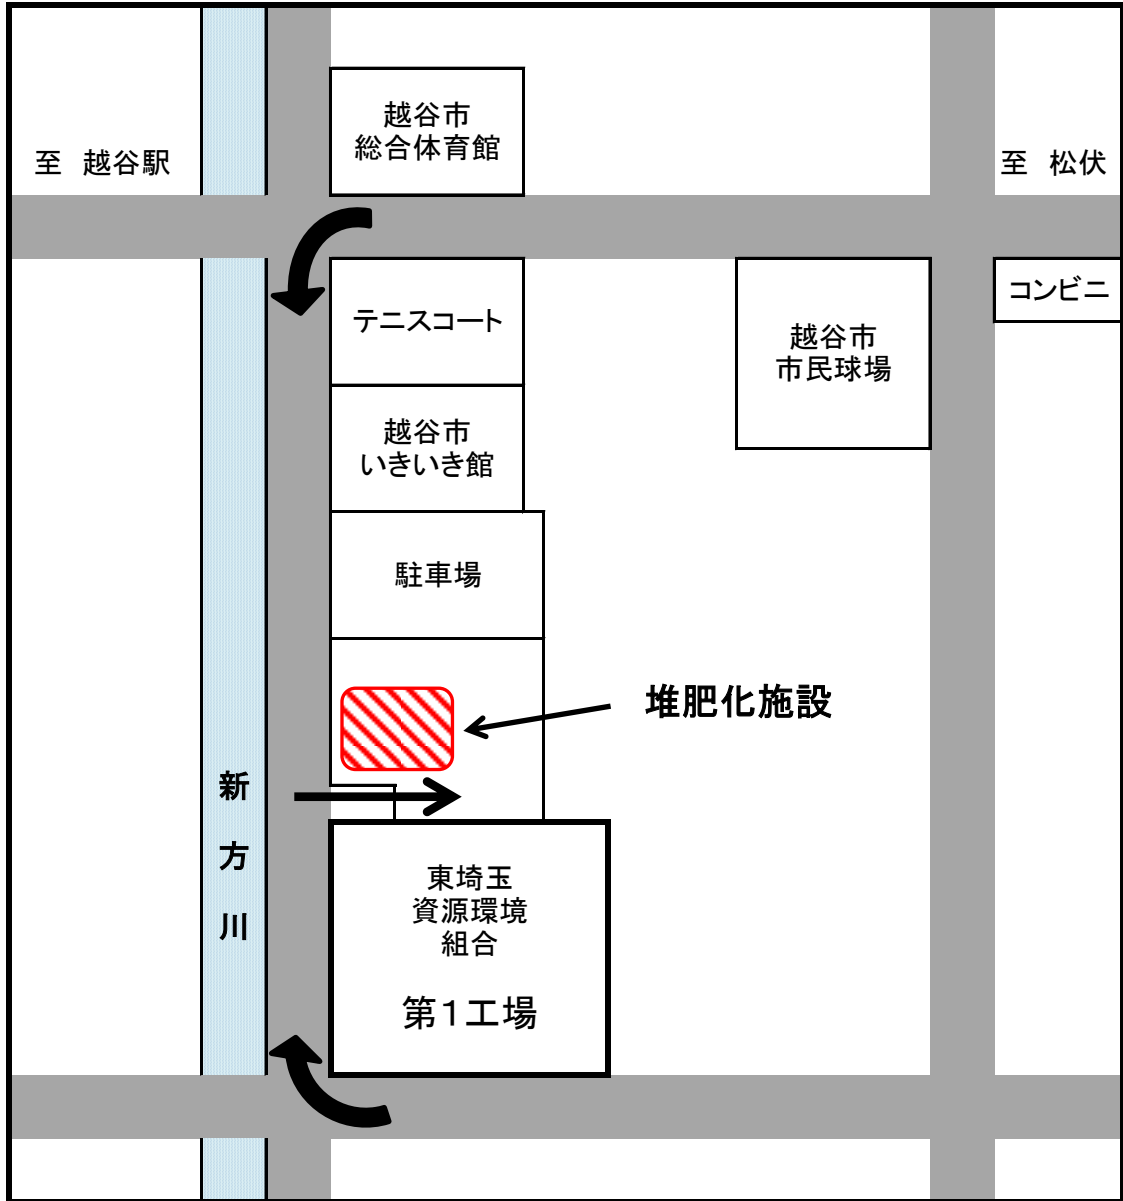 越谷市
総合体育館
至　越谷駅
至　松伏
コンビニ
テニスコート
越谷市
市民球場
越谷市
いきいき館
駐車場
堆肥化施設
新
方
川
東埼玉
資源環境
組合
第１工場